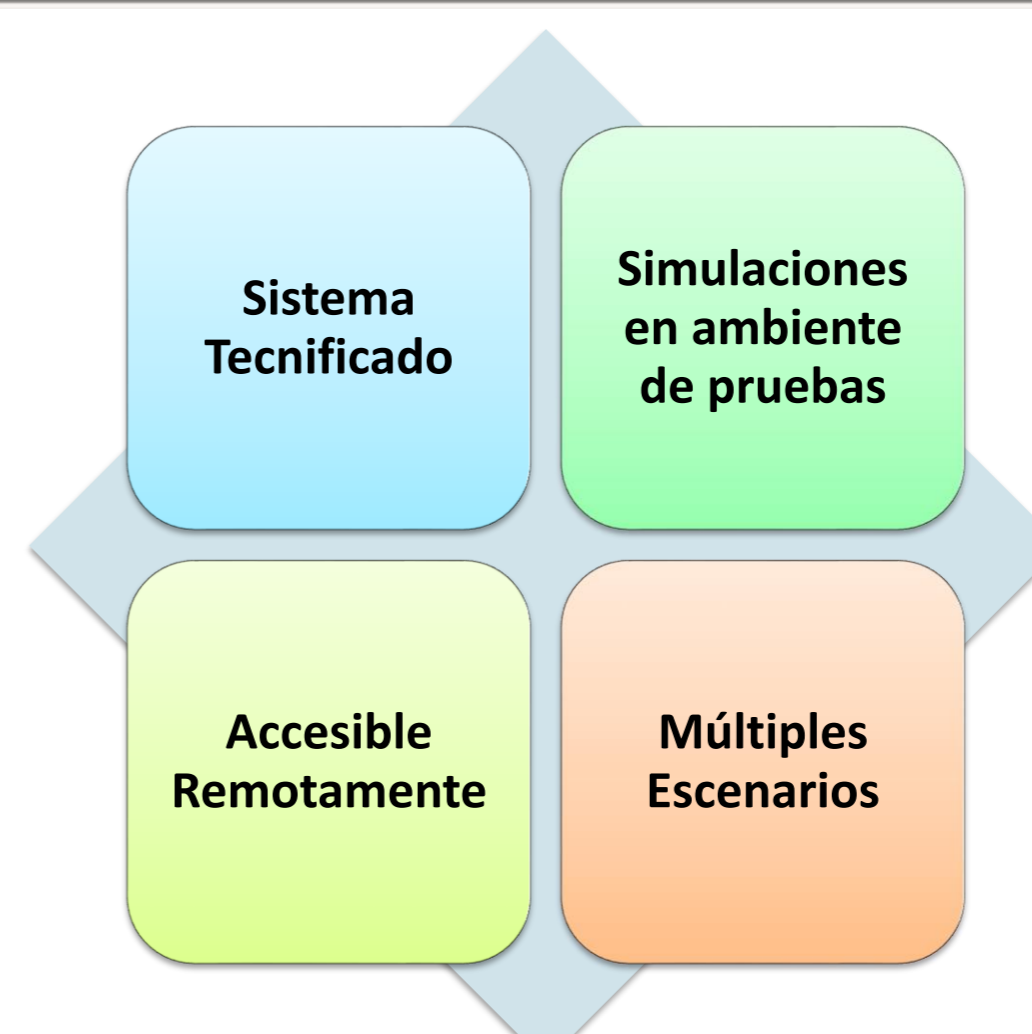 Sistema
Tecnificado
Simulaciones
en ambiente
de pruebas
Accesible
Remotamente
Múltiples
Escenarios